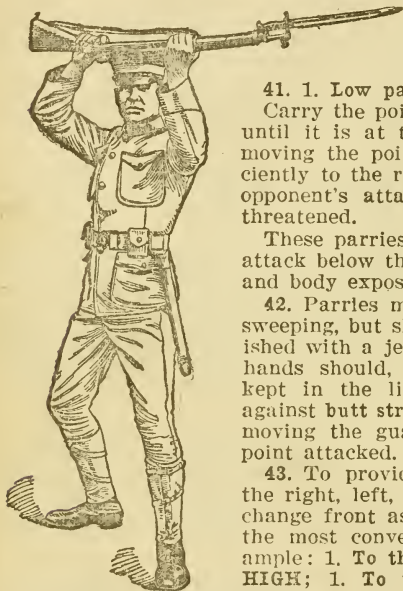 41. 1. Low pa
Carry the poi
until it is at t
moving the poi
ciently to the r
opponent's atta
threatened.
These parries
attack below th
and body expos
42. Parries m
sweeping, but s
ished with a je
hands should,
kept in the li
against butt str
moving the gua
point attacked.
43. To provid
the right, left,
change front as
the most conve
ample: 1. To th
HIGH; 1. To